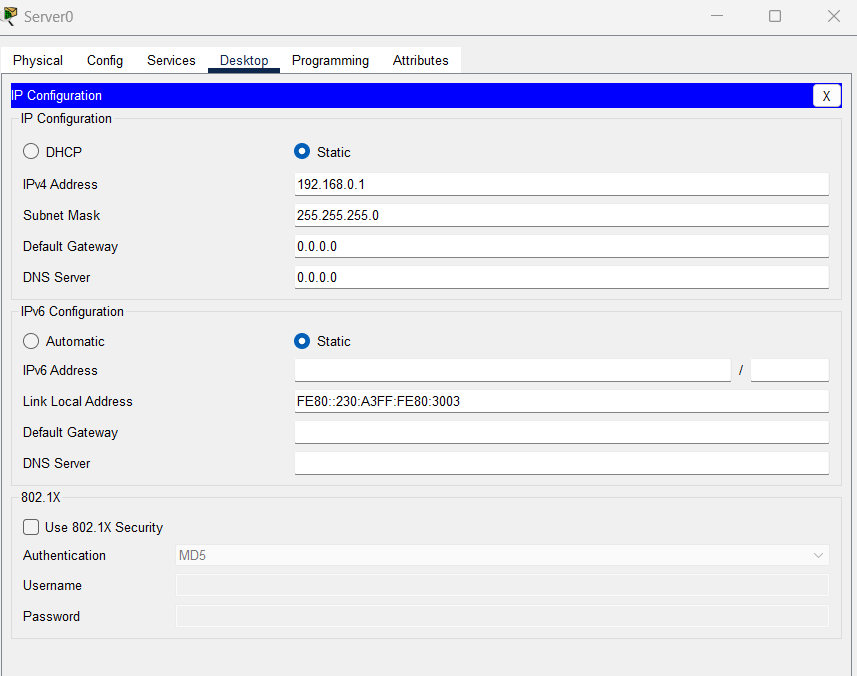 Server0
Physical Config Services Desktop Programming Attributes
IP Configuration X
IP Configuration
DHCP Static
IPv4 Address 192.168.0.1
Subnet Mask 255.255.255.0
Default Gateway 0.0.0.0
DNS Server 0.0.0.0
IPv6 Configuration
Automatic Static
IPv6 Address /
Link Local Address FE80::230:A3FF:FE80:3003
Default Gateway
DNS Server
802.1X
Use 802.1X Security
Authentication MD5
Username
Password